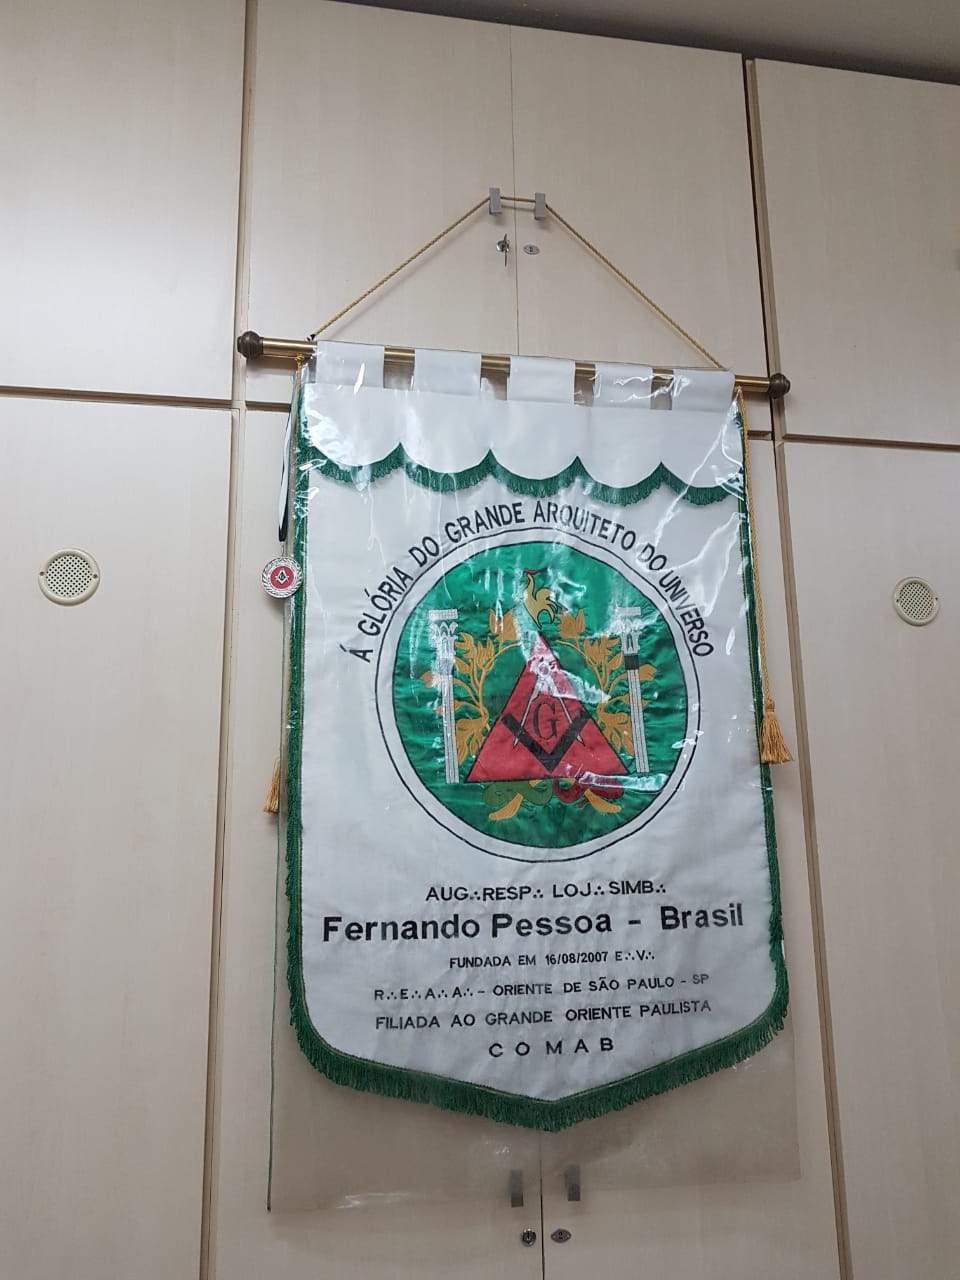 Á GLÓRIA DO GRANDE ARQUITETO DO UNIVERSO
G
AUG∴RESP∴ LOJ∴SIMB∴
Fernando Pessoa - Brasil
FUNDADA EM 16/08/2007 E∴V∴
R∴E∴A∴A∴- ORIENTE DE SÃO PAULO - SP
FILIADA AO GRANDE ORIENTE PAULISTA
C O M A B